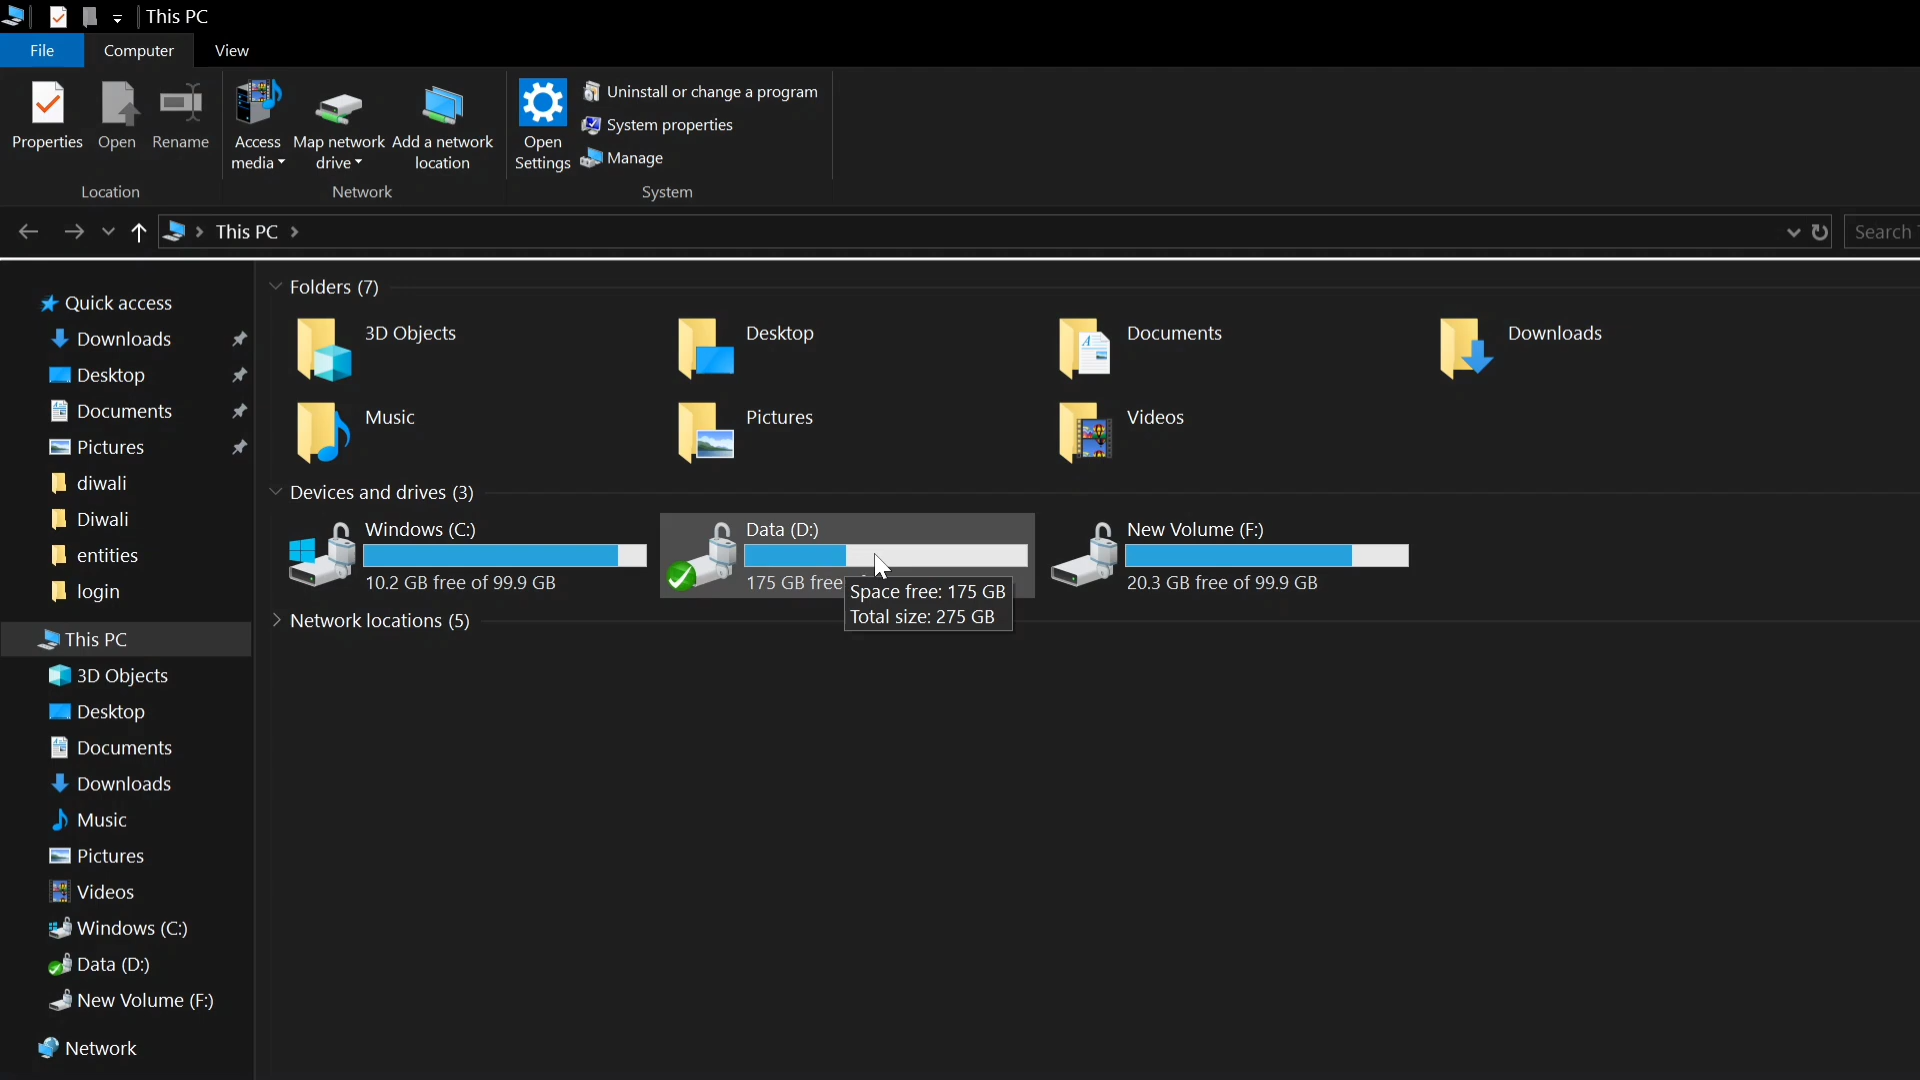 This PC
File Computer View
Properties Open Rename Access media Map network drive Add a network location Open Settings Uninstall or change a program
System properties
Manage
Location Network System
This PC Search
Quick access
Downloads
Desktop
Documents
Pictures
diwali
Diwali
entities
login
This PC
3D Objects
Desktop
Documents
Downloads
Music
Pictures
Videos
Windows (C:)
Data (D:)
New Volume (F:)
Network
Folders (7)
3D Objects Desktop Documents Downloads
Music Pictures Videos
Devices and drives (3)
Windows (C:) Data (D:) New Volume (F:)
10.2 GB free of 99.9 GB 175 GB free 20.3 GB free of 99.9 GB
Space free: 175 GB
Total size: 275 GB
Network locations (5)